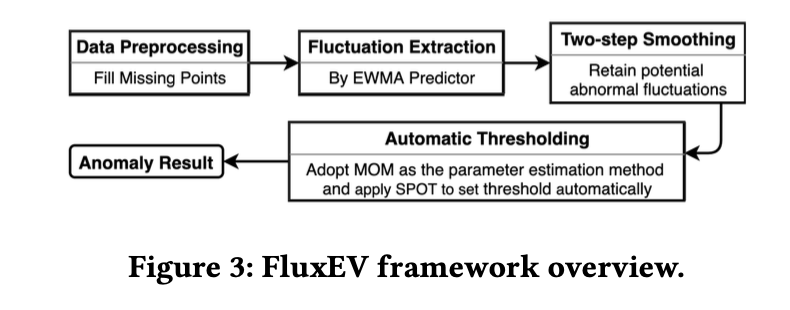 Data Preprocessing
Fill Missing Points
Fluctuation Extraction
By EWMA Predictor
Two-step Smoothing
Retain potential
abnormal fluctuations
Automatic Thresholding
Adopt MOM as the parameter estimation method
and apply SPOT to set threshold automatically
Anomaly Result
Figure 3: FluxEV framework overview.